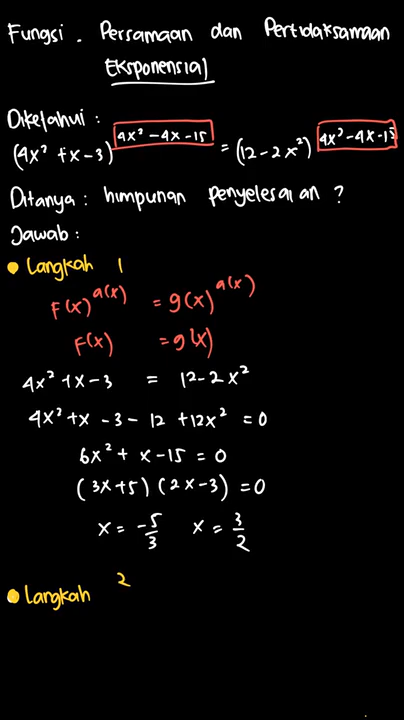 Fungsi . Persamaan dan Pertidaksamaan
Eksponensial
Diketahui :
(4x² + x - 3)^(4x² - 4x - 15) = (12 - 2x²)^(4x² - 4x - 15)
Ditanya : himpunan penyelesaian ?
Jawab :
• Langkah 1
F(x)^a(x) = g(x)^a(x)
F(x) = g(x)
4x² + x - 3 = 12 - 2x²
4x² + x - 3 - 12 + 12x² = 0
6x² + x - 15 = 0
(3x + 5) (2x - 3) = 0
x = -5/3 x = 3/2
• Langkah 2